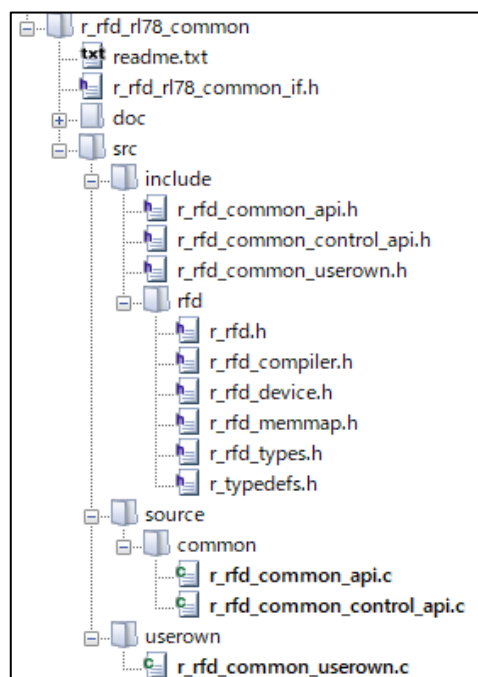 r_rfd_rl78_common
txt readme.txt
h r_rfd_rl78_common_if.h
doc
src
include
h r_rfd_common_api.h
h r_rfd_common_control_api.h
h r_rfd_common_userown.h
rfd
h r_rfd.h
h r_rfd_compiler.h
h r_rfd_device.h
h r_rfd_memmap.h
h r_rfd_types.h
h r_typedefs.h
source
common
c r_rfd_common_api.c
c r_rfd_common_control_api.c
userown
c r_rfd_common_userown.c